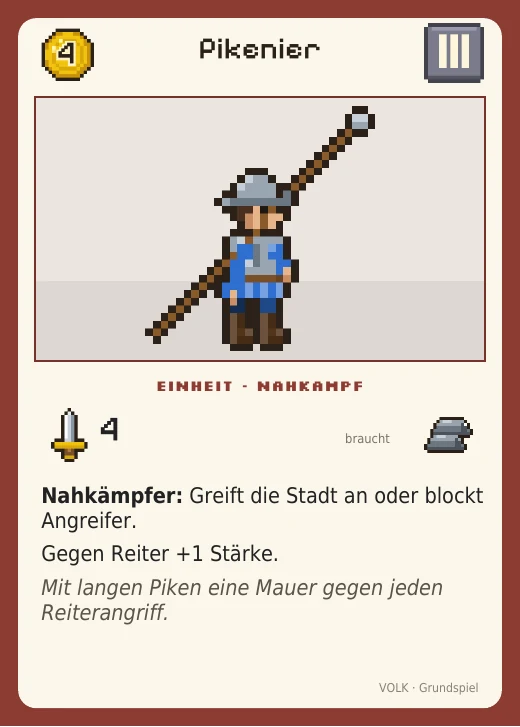 4
Pikenier
III
EINHEIT - NAHKAMPF
4
braucht
Nahkämpfer: Greift die Stadt an oder blockt
Angreifer.
Gegen Reiter +1 Stärke.
Mit langen Piken eine Mauer gegen jeden
Reiterangriff.
VOLK · Grundspiel